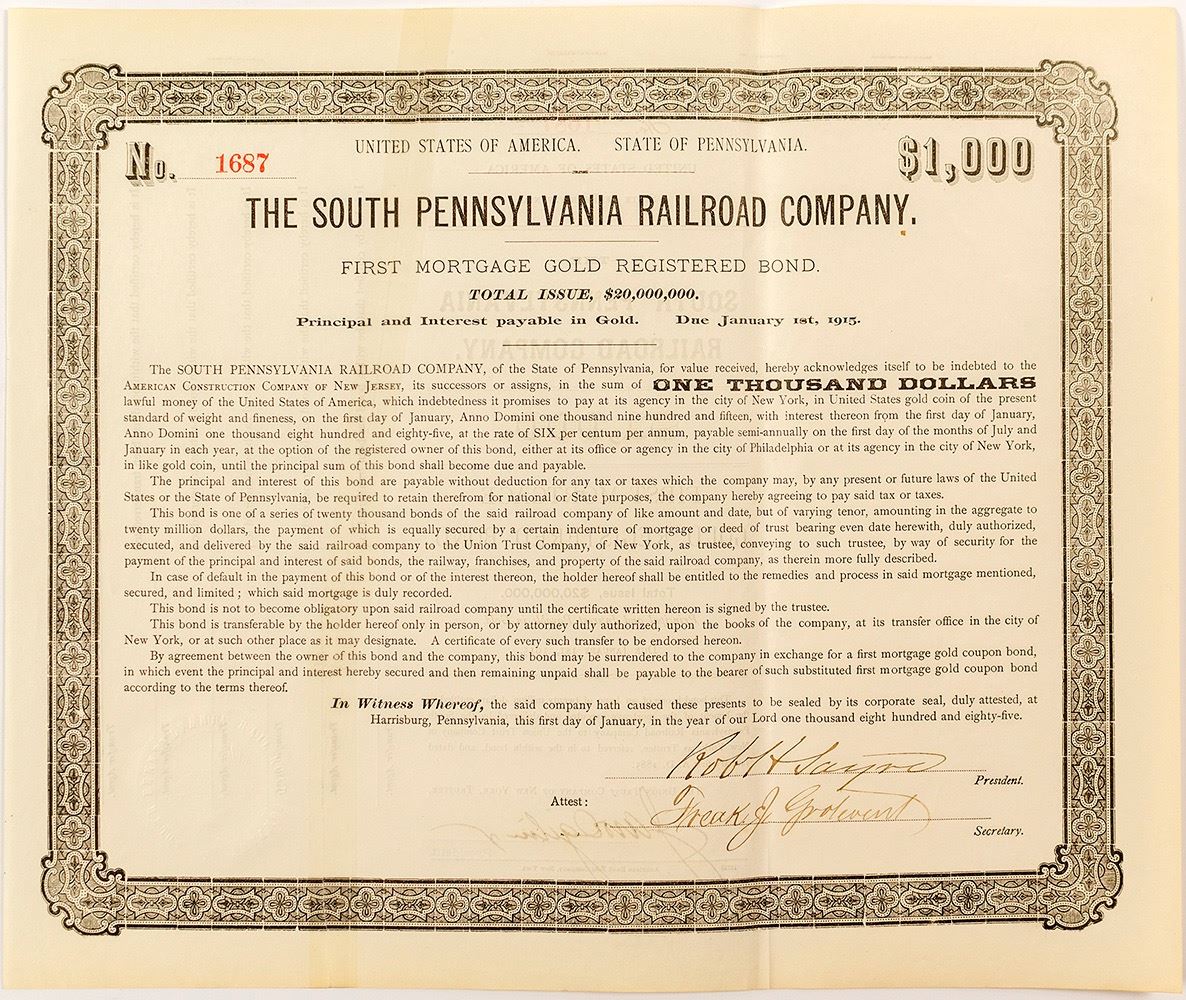 No. 1687
UNITED STATES OF AMERICA. STATE OF PENNSYLVANIA.
$1,000
THE SOUTH PENNSYLVANIA RAILROAD COMPANY.
FIRST MORTGAGE GOLD REGISTERED BOND.
TOTAL ISSUE, $20,000,000.
Principal and Interest payable in Gold. Due January 1st, 1915.
The SOUTH PENNSYLVANIA RAILROAD COMPANY, of the State of Pennsylvania, for value received, hereby acknowledges itself to be indebted to the
AMERICAN CONSTRUCTION COMPANY OF NEW JERSEY, its successors or assigns, in the sum of ONE THOUSAND DOLLARS
lawful money of the United States of America, which indebtedness it promises to pay at its agency in the city of New York, in United States gold coin of the present
standard of weight and fineness, on the first day of January, Anno Domini one thousand nine hundred and fifteen, with interest thereon from the first day of January,
Anno Domini one thousand eight hundred and eighty-five, at the rate of SIX per centum per annum, payable semi-annually on the first day of the months of July and
January in each year, at the option of the registered owner of this bond, either at its office or agency in the city of Philadelphia or at its agency in the city of New York,
in like gold coin, until the principal sum of this bond shall become due and payable.
The principal and interest of this bond are payable without deduction for any tax or taxes which the company may, by any present or future laws of the United
States or the State of Pennsylvania, be required to retain therefrom for national or State purposes, the company hereby agreeing to pay said tax or taxes.
This bond is one of a series of twenty thousand bonds of the said railroad company of like amount and date, but of varying tenor, amounting in the aggregate to
twenty million dollars, the payment of which is equally secured by a certain indenture of mortgage or deed of trust bearing even date herewith, duly authorized,
executed, and delivered by the said railroad company to the Union Trust Company, of New York, as trustee, conveying to such trustee, by way of security for the
payment of the principal and interest of said bonds, the railway, franchises, and property of the said railroad company, as therein more fully described.
In case of default in the payment of this bond or of the interest thereon, the holder hereof shall be entitled to the remedies and process in said mortgage mentioned,
secured, and limited ; which said mortgage is duly recorded.
This bond is not to become obligatory upon said railroad company until the certificate written hereon is signed by the trustee.
This bond is transferable by the holder hereof only in person, or by attorney duly authorized, upon the books of the company, at its transfer office in the city of
New York, or at such other place as it may designate. A certificate of every such transfer to be endorsed hereon.
By agreement between the owner of this bond and the company, this bond may be surrendered to the company in exchange for a first mortgage gold coupon bond,
in which event the principal and interest hereby secured and then remaining unpaid shall be payable to the bearer of such substituted first mortgage gold coupon bond
according to the terms thereof.
In Witness Whereof, the said company hath caused these presents to be sealed by its corporate seal, duly attested, at
Harrisburg, Pennsylvania, this first day of January, in the year of our Lord one thousand eight hundred and eighty-five.
Robt H Sayre
President.
Attest :
Secretary.